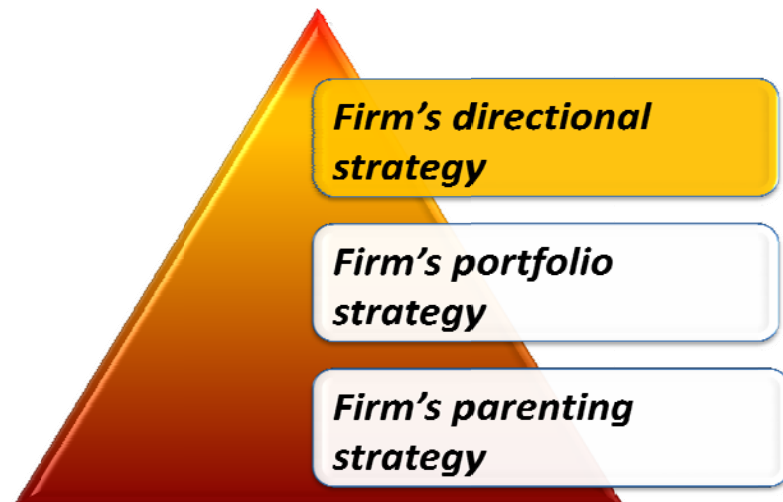 Firm’s directional
strategy
Firm’s portfolio
strategy
Firm’s parenting
strategy